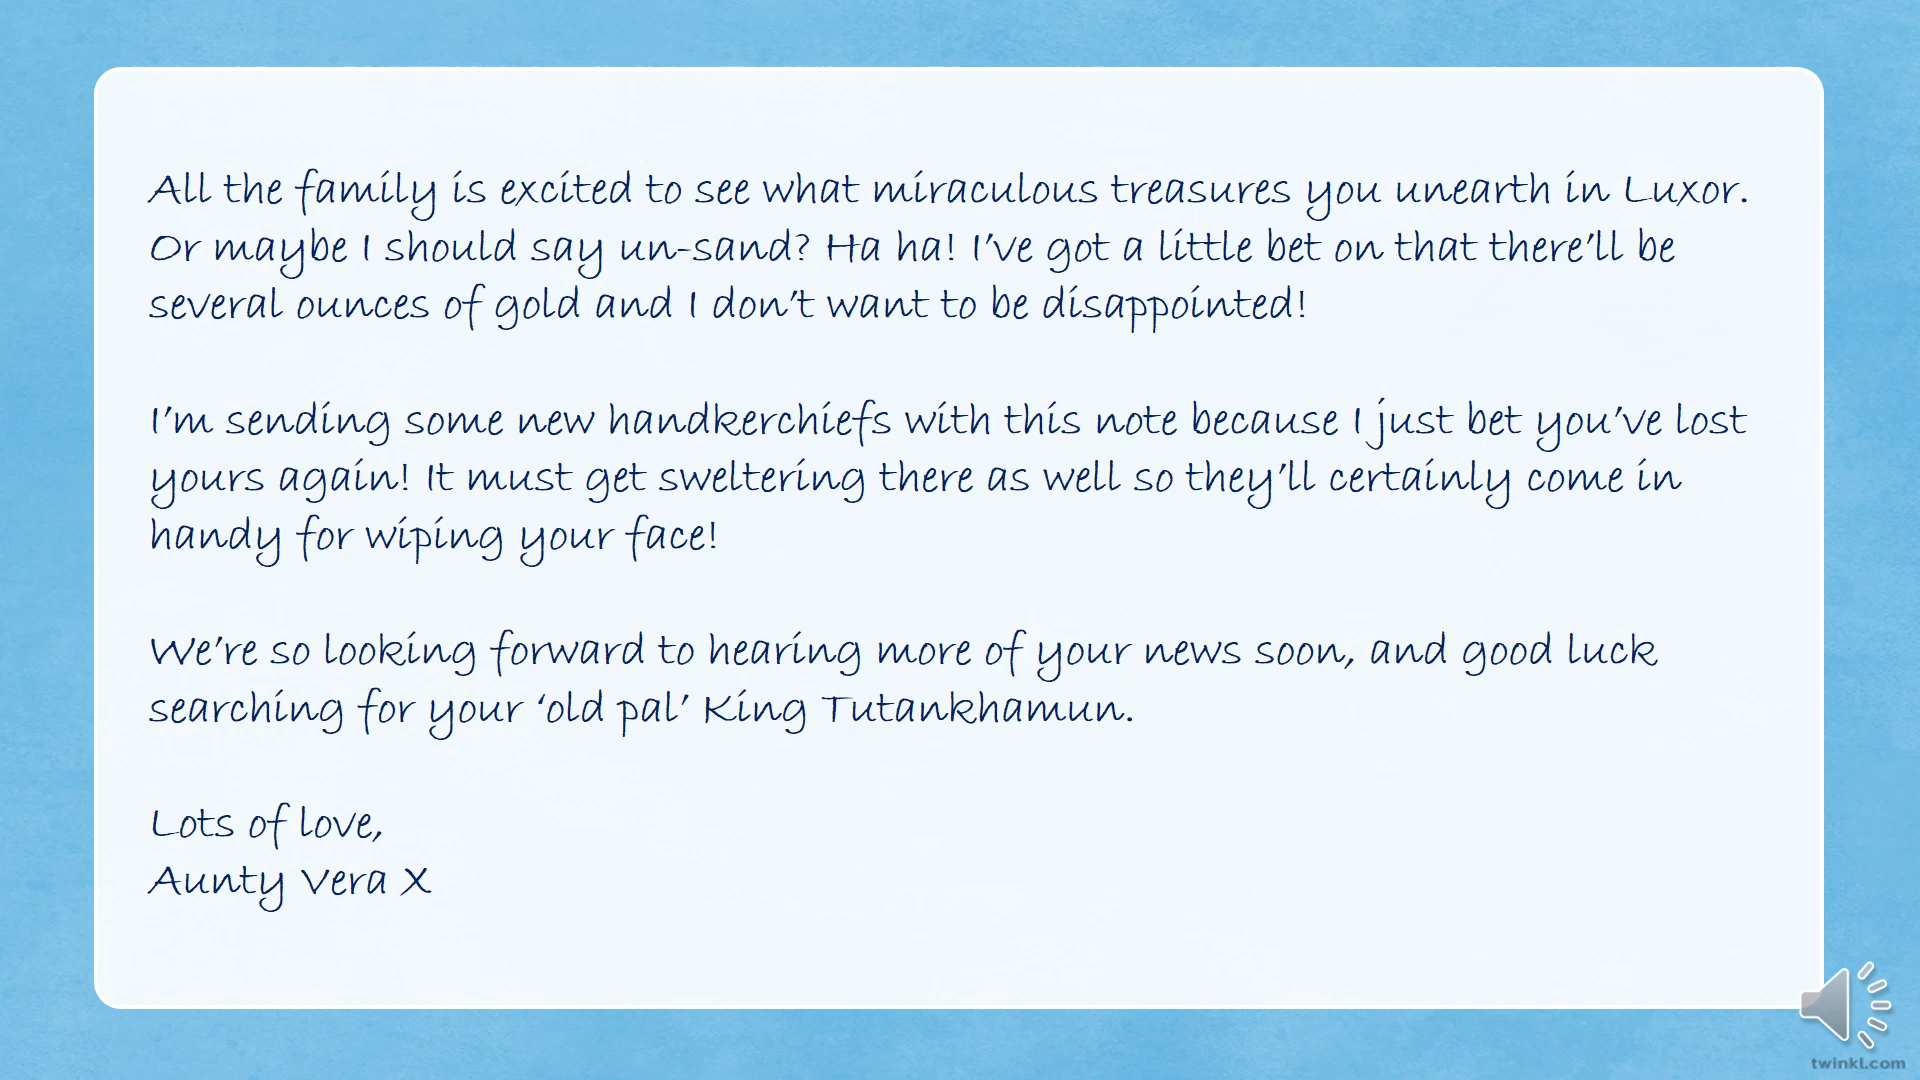 All the family is excited to see what miraculous treasures you unearth in Luxor.
Or maybe I should say un-sand? Ha ha! I've got a little bet on that there'll be
several ounces of gold and I don't want to be disappointed!
I'm sending some new handkerchiefs with this note because I just bet you've lost
yours again! It must get sweltering there as well so they'll certainly come in
handy for wiping your face!
We're so looking forward to hearing more of your news soon, and good luck
searching for your ‘old pal’ King Tutankhamun.
Lots of love,
Aunty Vera X
twinkl.com